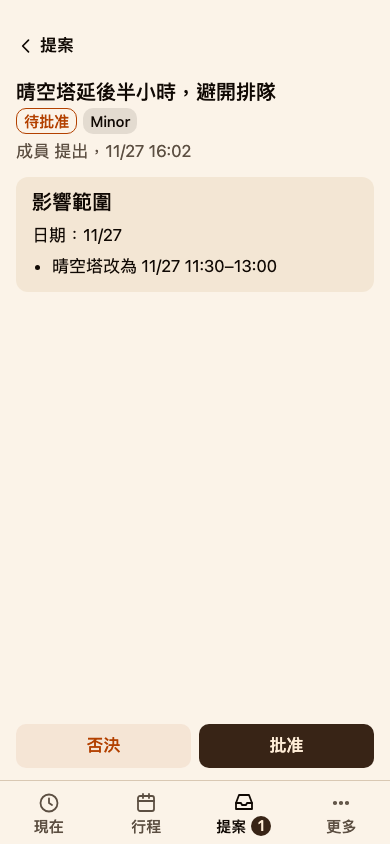 提案
晴空塔延後半小時，避開排隊
待批准 Minor
成員 提出，11/27 16:02
影響範圍
日期：11/27
• 晴空塔改為 11/27 11:30–13:00
否決 批准
現在 行程 提案 1 更多